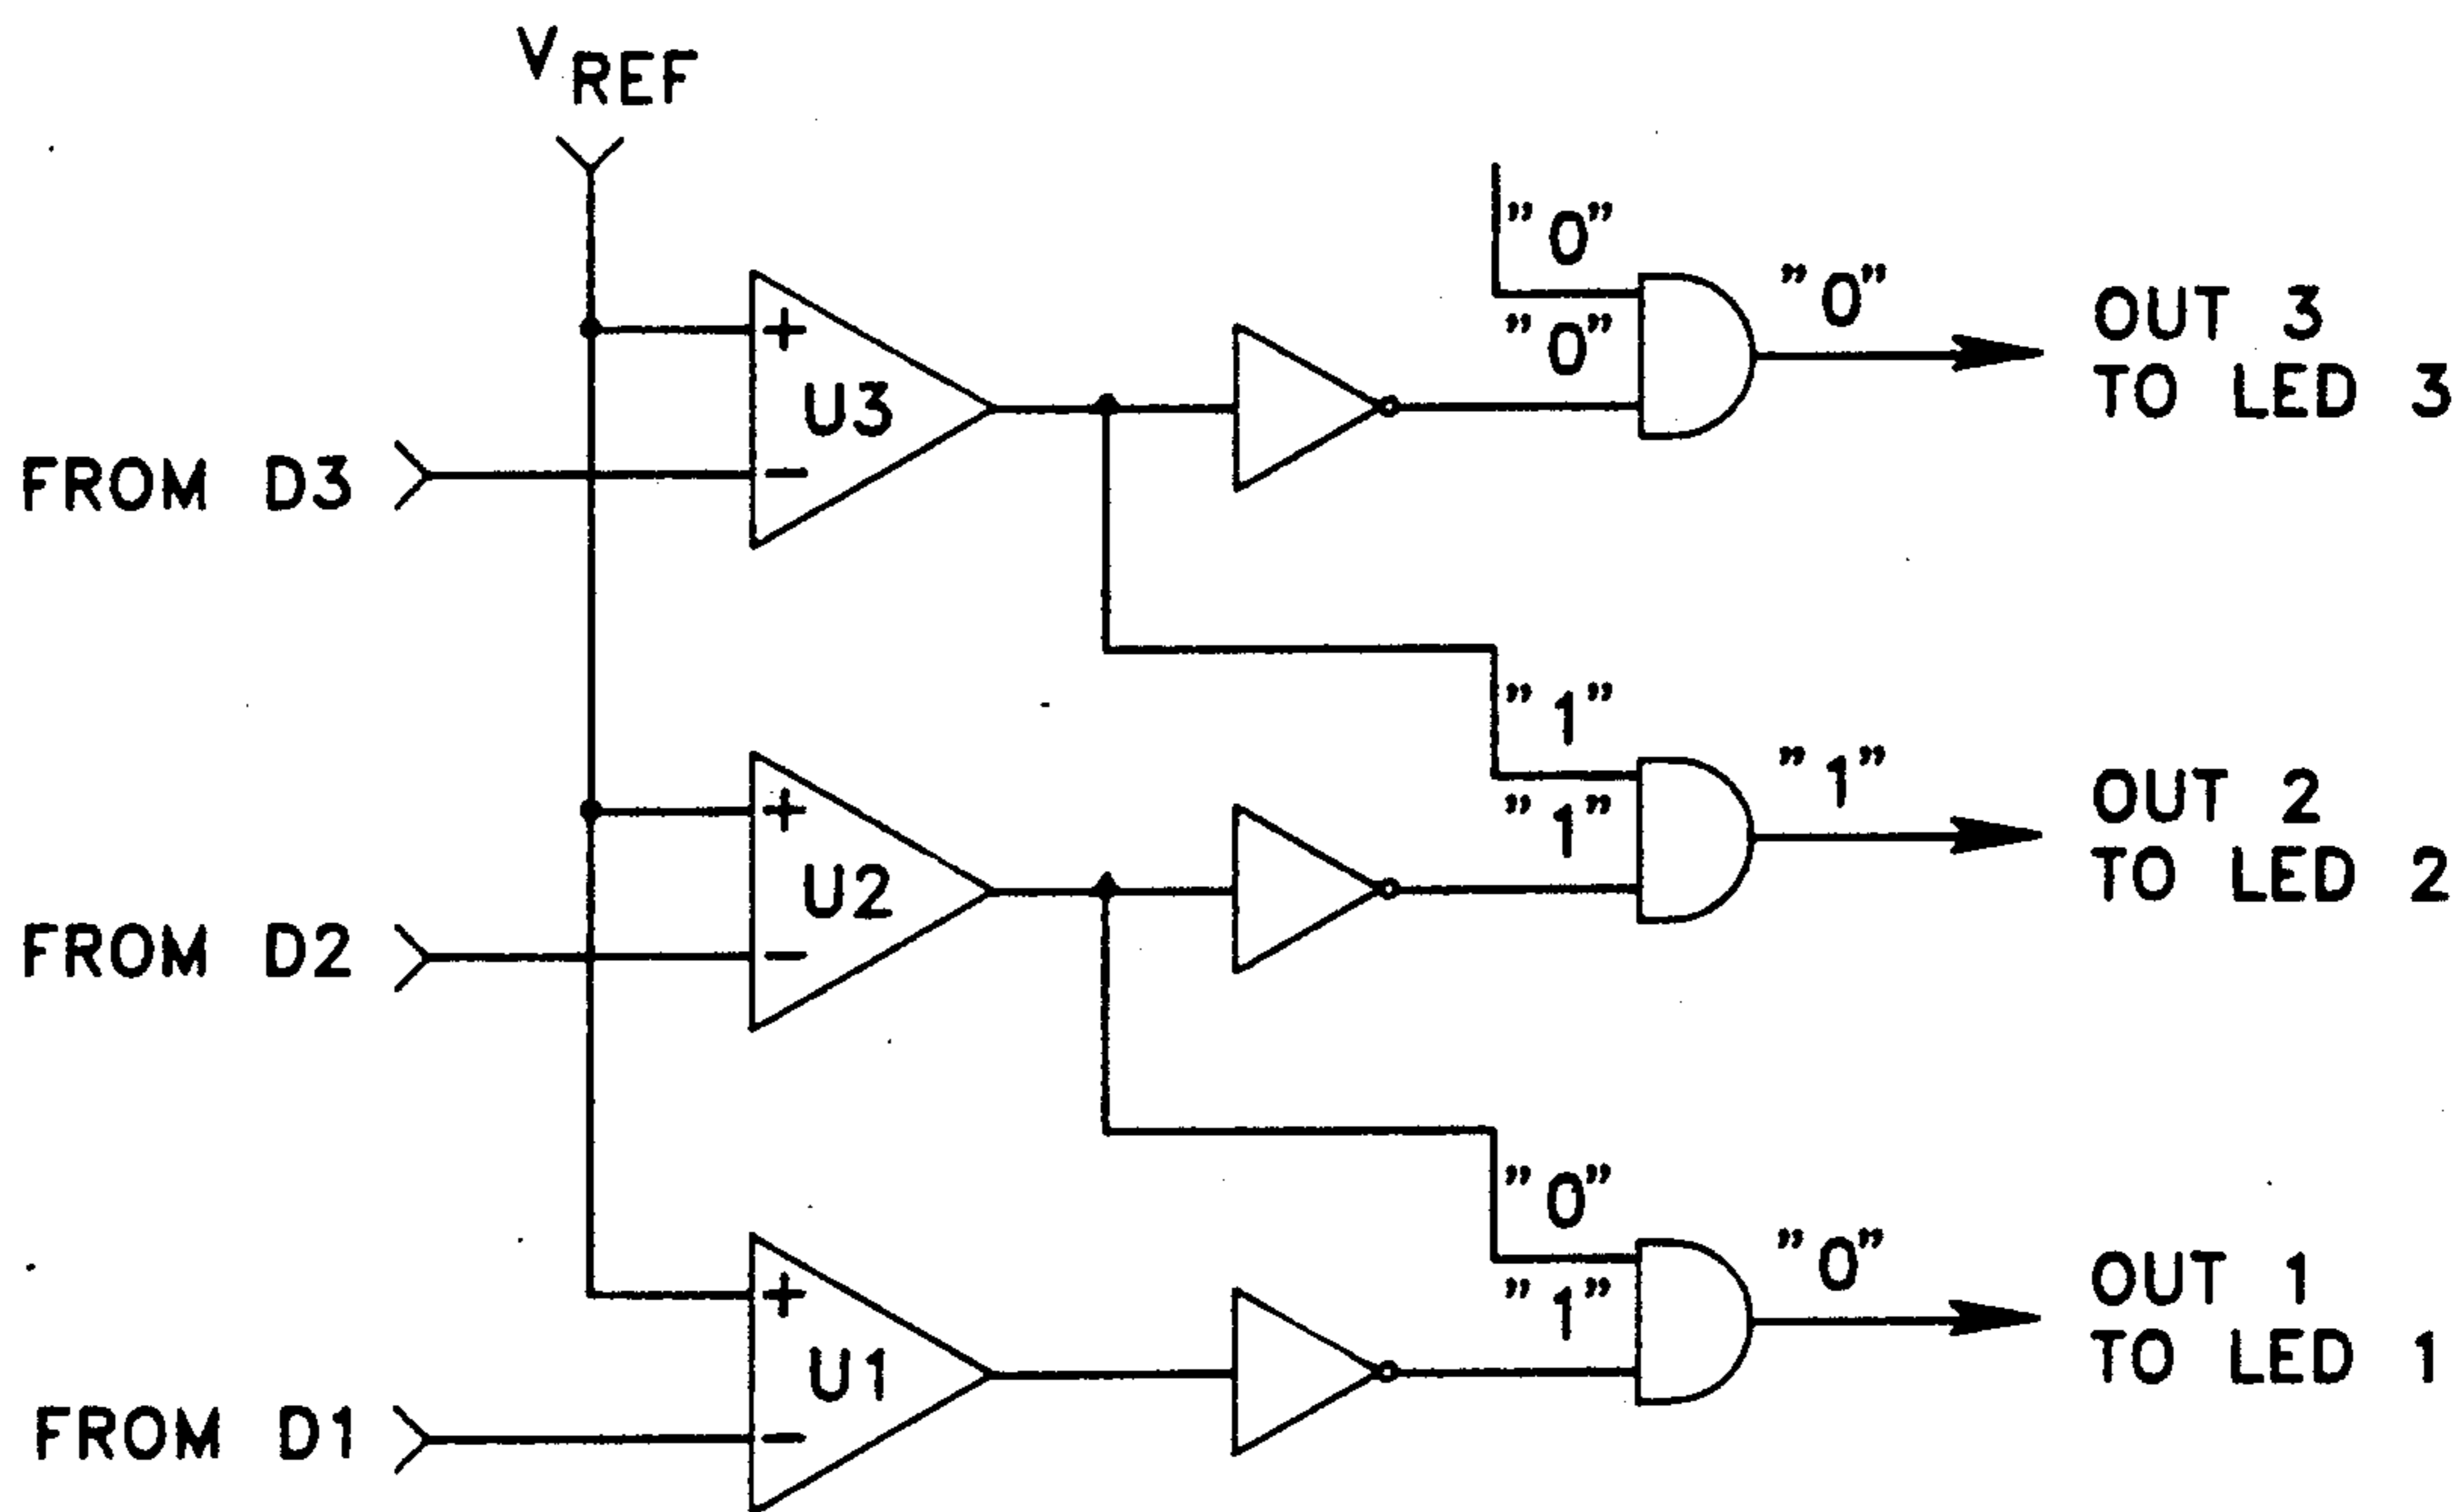 VREF
"0"
"0"
"0"
OUT 3
TO LED 3
+
U3
−
FROM D3
"1"
"1"
"1"
OUT 2
TO LED 2
+
U2
−
FROM D2
"0"
"1"
"0"
OUT 1
TO LED 1
+
U1
−
FROM D1